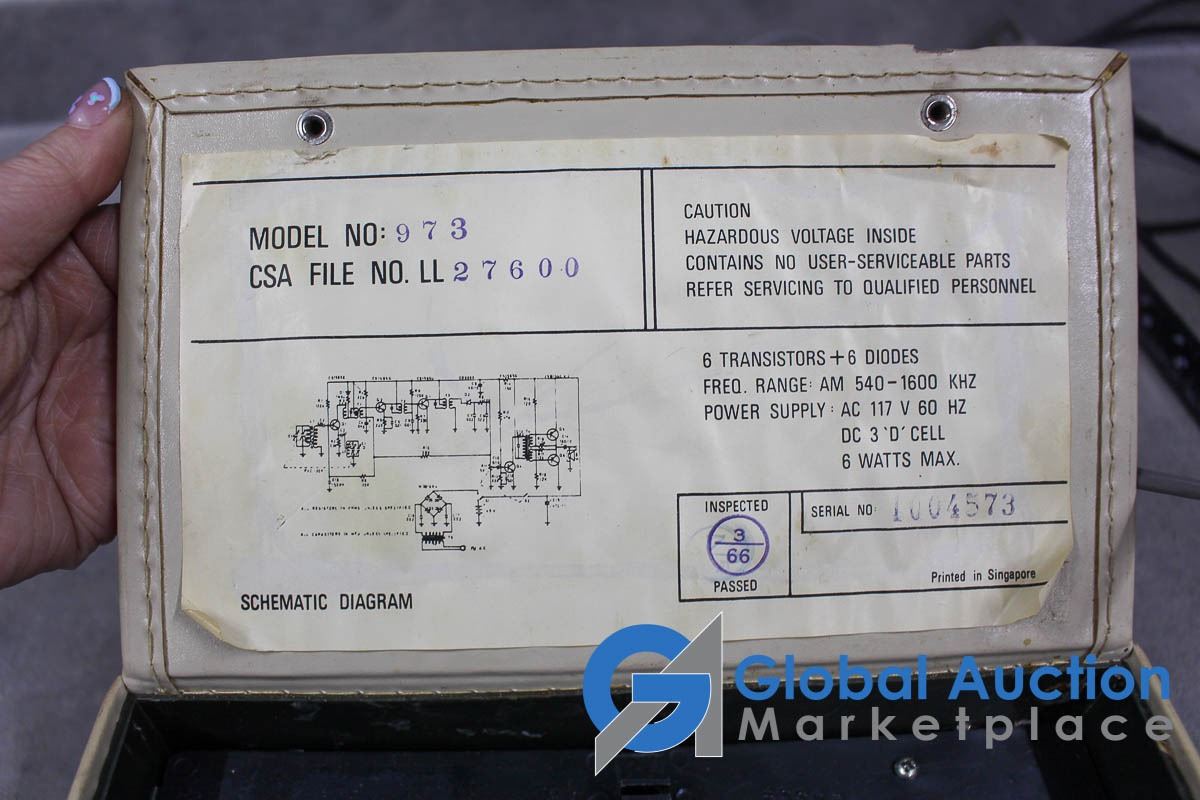 MODEL NO: 973
CSA FILE NO. LL 27600
CAUTION
HAZARDOUS VOLTAGE INSIDE
CONTAINS NO USER-SERVICEABLE PARTS
REFER SERVICING TO QUALIFIED PERSONNEL
6 TRANSISTORS + 6 DIODES
FREQ. RANGE: AM 540-1600 KHZ
POWER SUPPLY: AC 117 V 60 HZ
DC 3 'D' CELL
6 WATTS MAX.
SCHEMATIC DIAGRAM
INSPECTED
3
66
PASSED
SERIAL NO: 1004573
Printed in Singapore
GA
Global Auction
Marketplace